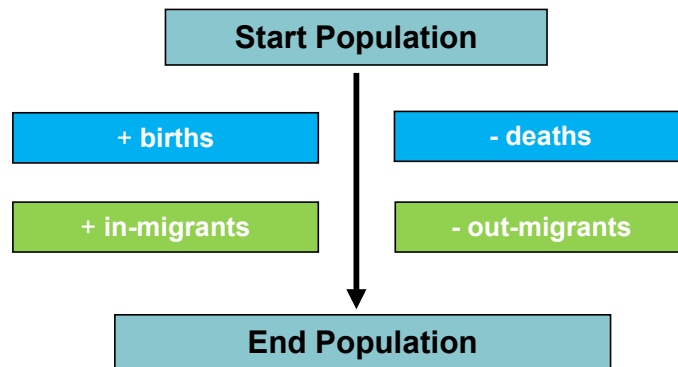 Start Population
+ births
- deaths
+ in-migrants
- out-migrants
End Population